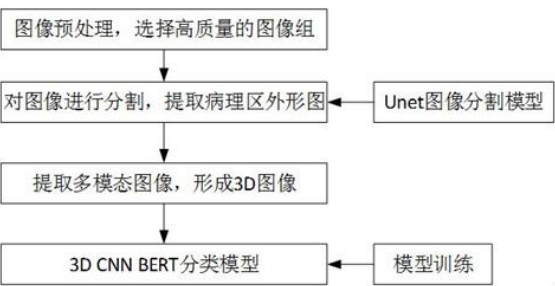 图像预处理，选择高质量的图像组
对图像进行分割，提取病理区外形图
Unet图像分割模型
提取多模态图像，形成3D图像
3D CNN BERT分类模型
模型训练